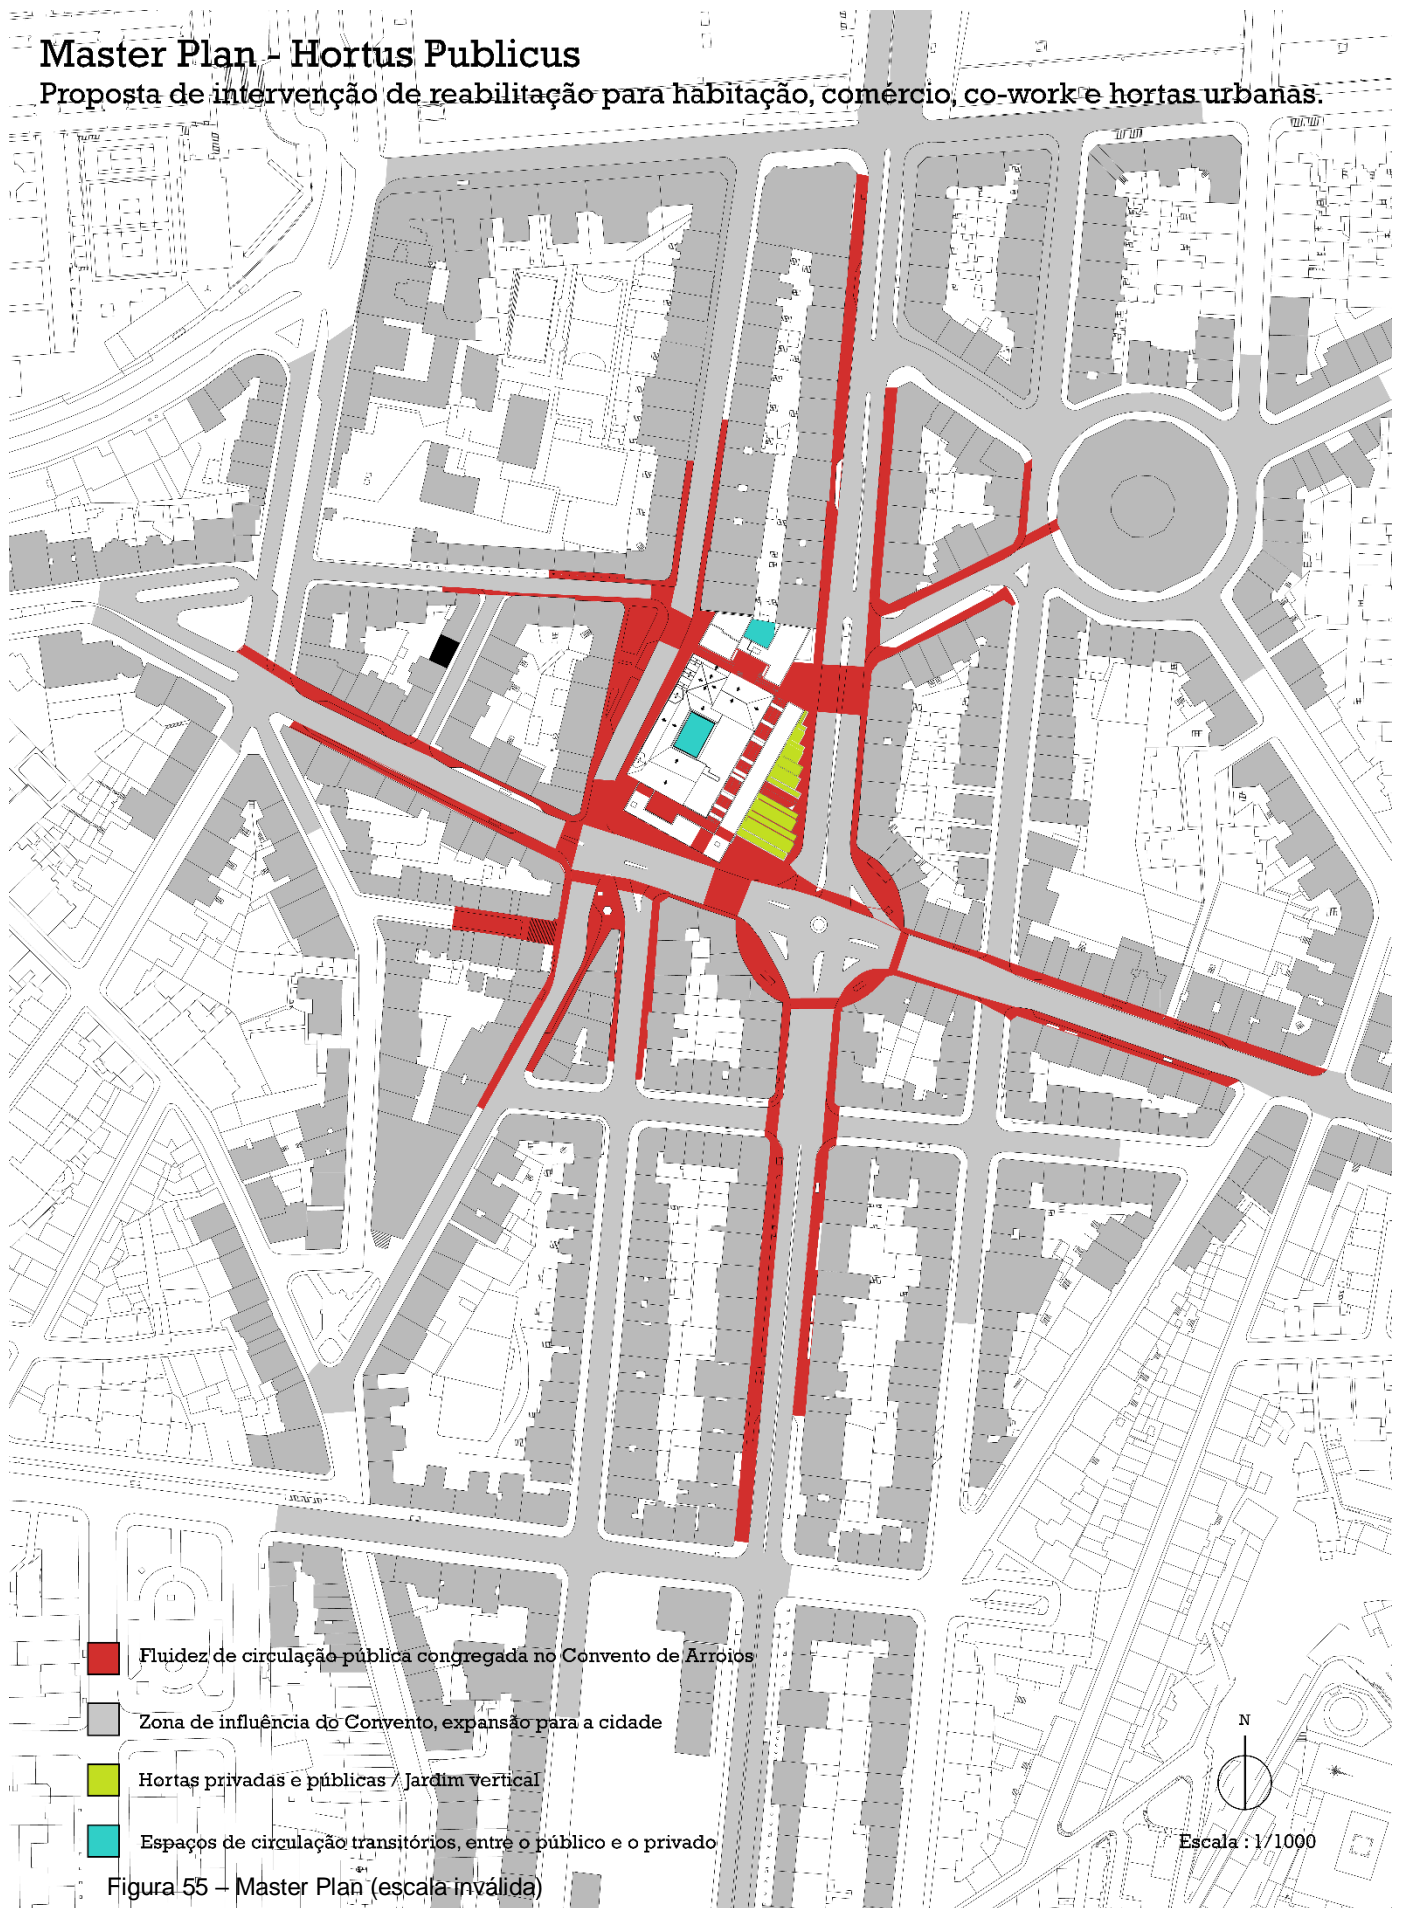 Master Plan - Hortus Publicus
Proposta de intervenção de reabilitação para habitação, comércio, co-work e hortas urbanas.
Fluidez de circulação pública congregada no Convento de Arroios
Zona de influência do Convento, expansão para a cidade
Hortas privadas e públicas / Jardim vertical
Espaços de circulação transitórios, entre o público e o privado
N
Escala : 1/1000
Figura 55 – Master Plan (escala inválida)